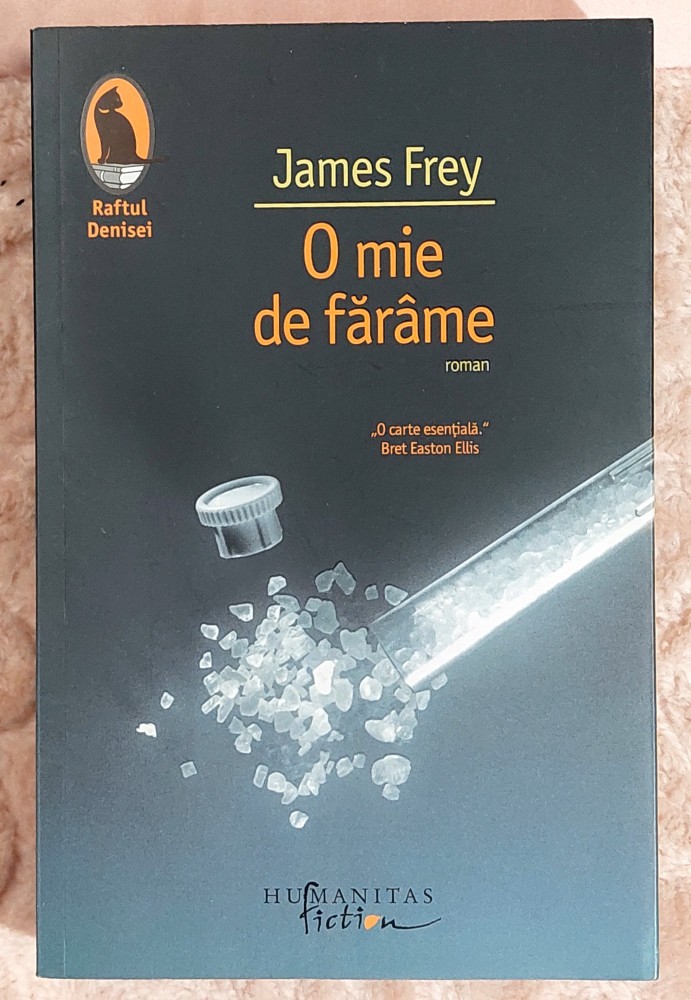 Raftul
Denisei
James Frey
O mie
de fărâme
roman
„O carte esențială.“
Bret Easton Ellis
HUMANITAS
fiction